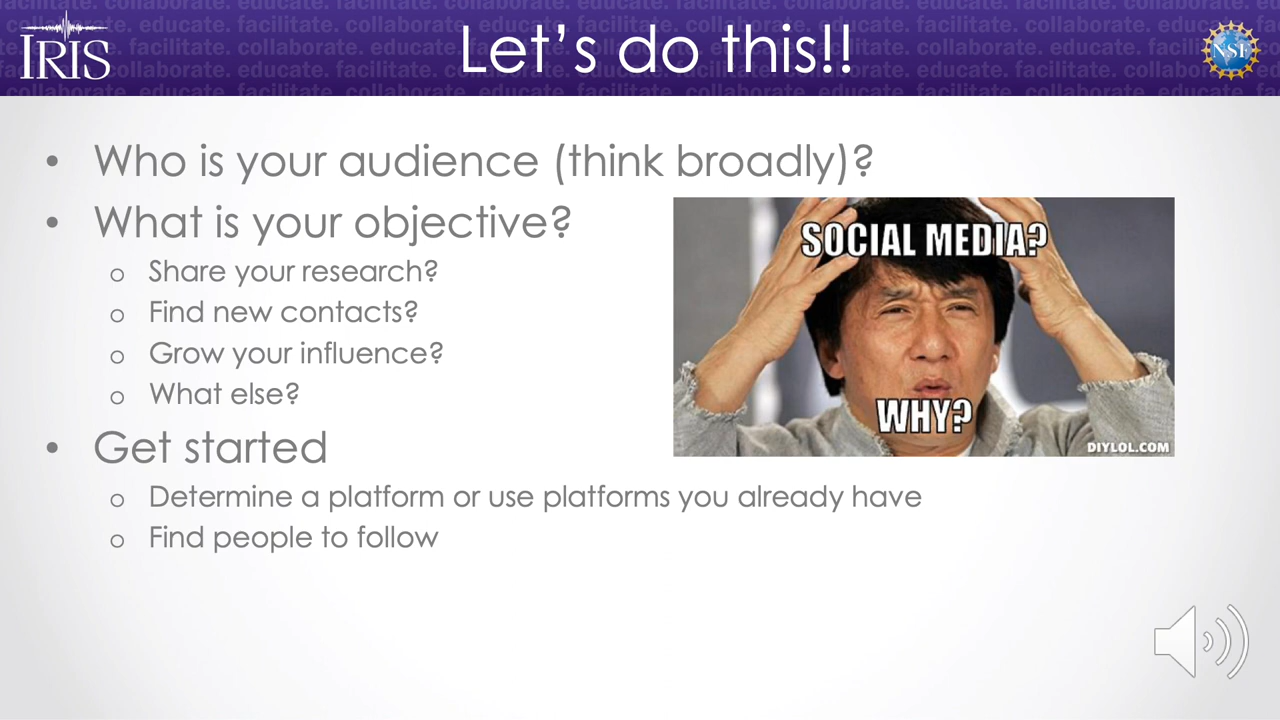 IRIS
Let's do this!!
NSF
• Who is your audience (think broadly)?
• What is your objective?
o Share your research?
o Find new contacts?
o Grow your influence?
o What else?
SOCIAL MEDIA?
WHY?
DIYLOL.COM
• Get started
o Determine a platform or use platforms you already have
o Find people to follow